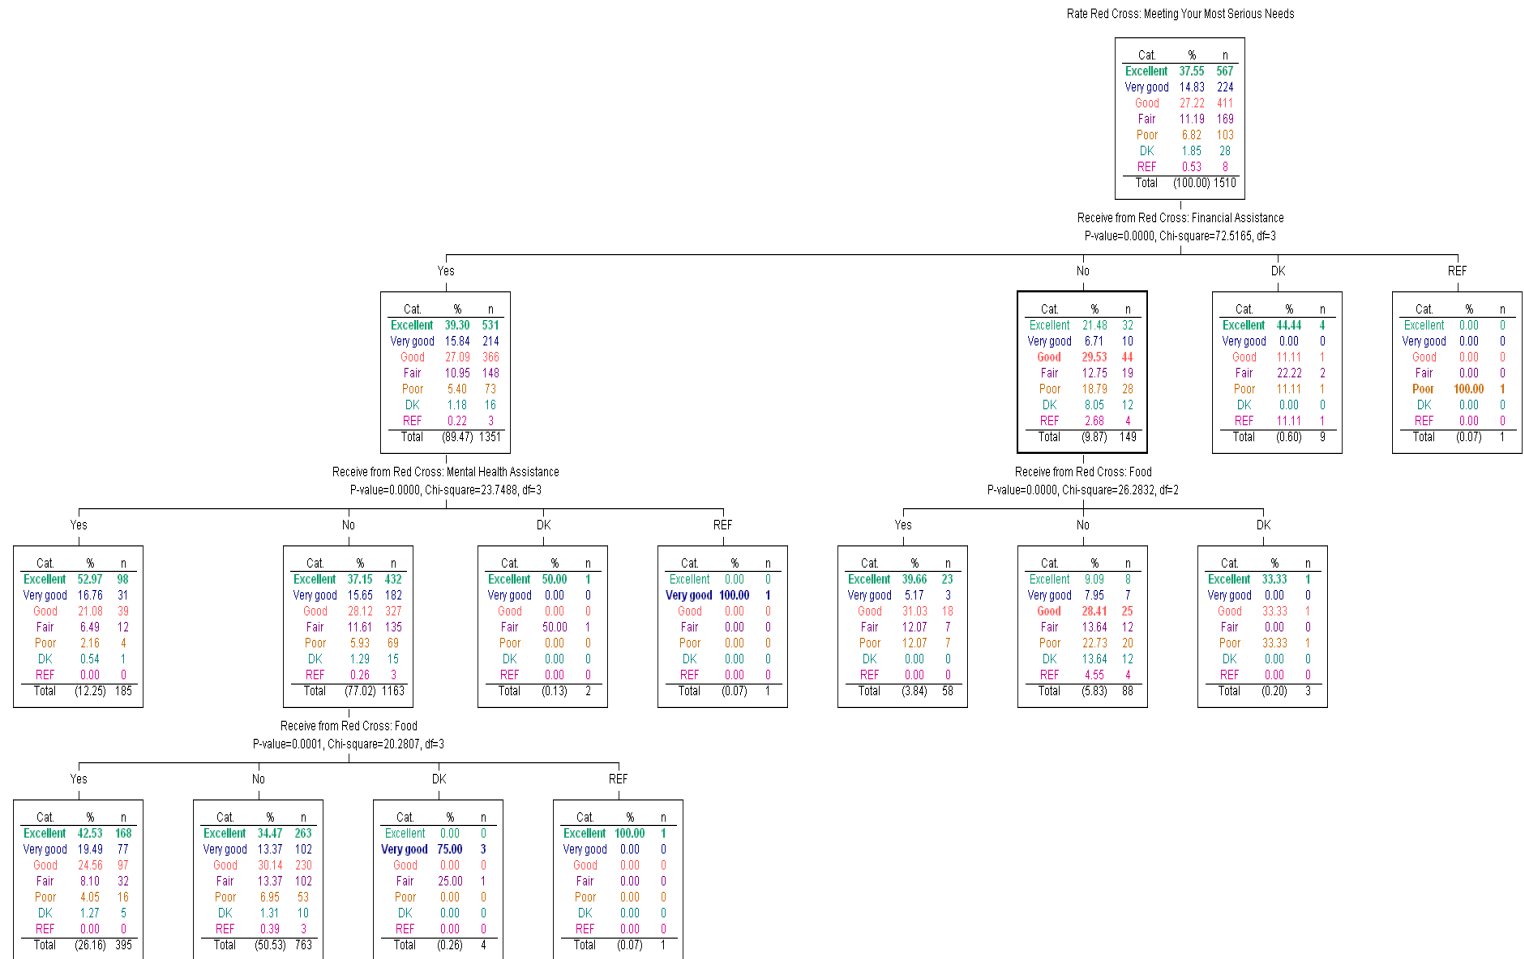 Rate Red Cross: Meeting Your Most Serious Needs
Cat. % n
Excellent 37.55 567
Very good 14.83 224
Good 27.22 411
Fair 11.19 169
Poor 6.82 103
DK 1.85 28
REF 0.53 8
Total (100.00) 1510
Receive from Red Cross: Financial Assistance
P-value=0.0000, Chi-square=72.5165, df=3
Yes
No
DK
REF
Cat. % n
Excellent 39.30 531
Very good 15.84 214
Good 27.09 366
Fair 10.95 148
Poor 5.40 73
DK 1.18 16
REF 0.22 3
Total (89.47) 1351
Cat. % n
Excellent 21.48 32
Very good 6.71 10
Good 29.53 44
Fair 12.75 19
Poor 18.79 28
DK 8.05 12
REF 2.68 4
Total (9.87) 149
Cat. % n
Excellent 44.44 4
Very good 0.00 0
Good 11.11 1
Fair 22.22 2
Poor 11.11 1
DK 0.00 0
REF 11.11 1
Total (0.60) 9
Cat. % n
Excellent 0.00 0
Very good 0.00 0
Good 0.00 0
Fair 0.00 0
Poor 100.00 1
DK 0.00 0
REF 0.00 0
Total (0.07) 1
Receive from Red Cross: Mental Health Assistance
P-value=0.0000, Chi-square=23.7488, df=3
Receive from Red Cross: Food
P-value=0.0000, Chi-square=26.2832, df=2
Yes
No
DK
REF
Yes
No
DK
Cat. % n
Excellent 52.97 98
Very good 16.76 31
Good 21.08 39
Fair 6.49 12
Poor 2.16 4
DK 0.54 1
REF 0.00 0
Total (12.25) 185
Cat. % n
Excellent 37.15 432
Very good 15.65 182
Good 28.12 327
Fair 11.61 135
Poor 5.93 69
DK 1.29 15
REF 0.26 3
Total (77.02) 1163
Cat. % n
Excellent 50.00 1
Very good 0.00 0
Good 0.00 0
Fair 50.00 1
Poor 0.00 0
DK 0.00 0
REF 0.00 0
Total (0.13) 2
Cat. % n
Excellent 0.00 0
Very good 100.00 1
Good 0.00 0
Fair 0.00 0
Poor 0.00 0
DK 0.00 0
REF 0.00 0
Total (0.07) 1
Cat. % n
Excellent 39.66 23
Very good 5.17 3
Good 31.03 18
Fair 12.07 7
Poor 12.07 7
DK 0.00 0
REF 0.00 0
Total (3.84) 58
Cat. % n
Excellent 9.09 8
Very good 7.95 7
Good 28.41 25
Fair 13.64 12
Poor 22.73 20
DK 13.64 12
REF 4.55 4
Total (5.83) 88
Cat. % n
Excellent 33.33 1
Very good 0.00 0
Good 33.33 1
Fair 0.00 0
Poor 33.33 1
DK 0.00 0
REF 0.00 0
Total (0.20) 3
Receive from Red Cross: Food
P-value=0.0001, Chi-square=20.2807, df=3
Yes
No
DK
REF
Cat. % n
Excellent 42.53 168
Very good 19.49 77
Good 24.56 97
Fair 8.10 32
Poor 4.05 16
DK 1.27 5
REF 0.00 0
Total (26.16) 395
Cat. % n
Excellent 34.47 263
Very good 13.37 102
Good 30.14 230
Fair 13.37 102
Poor 6.95 53
DK 1.31 10
REF 0.39 3
Total (50.53) 763
Cat. % n
Excellent 0.00 0
Very good 75.00 3
Good 0.00 0
Fair 25.00 1
Poor 0.00 0
DK 0.00 0
REF 0.00 0
Total (0.26) 4
Cat. % n
Excellent 100.00 1
Very good 0.00 0
Good 0.00 0
Fair 0.00 0
Poor 0.00 0
DK 0.00 0
REF 0.00 0
Total (0.07) 1